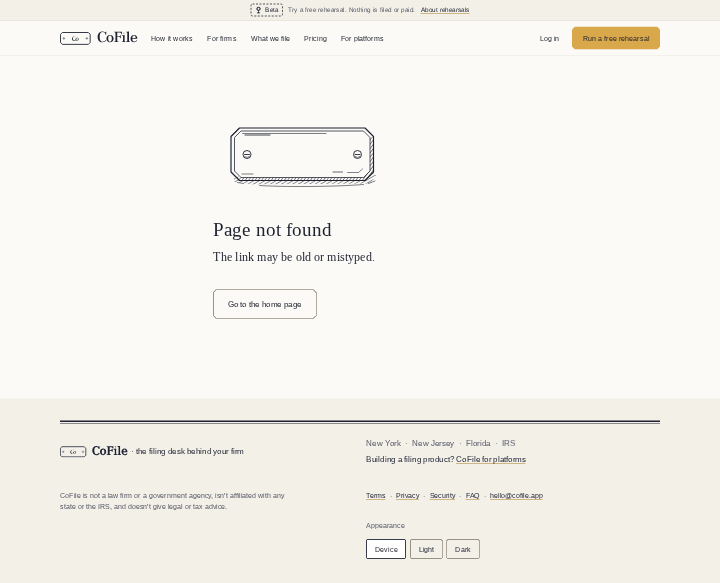 Beta Try a free rehearsal. Nothing is filed or paid. About rehearsals
Co CoFile How it works For firms What we file Pricing For platforms Log in Run a free rehearsal
Page not found
The link may be old or mistyped.
Go to the home page
Co CoFile · the filing desk behind your firm
New York · New Jersey · Florida · IRS
Building a filing product? CoFile for platforms
CoFile is not a law firm or a government agency, isn't affiliated with any
state or the IRS, and doesn't give legal or tax advice.
Terms · Privacy · Security · FAQ · hello@cofile.app
Appearance
Device Light Dark